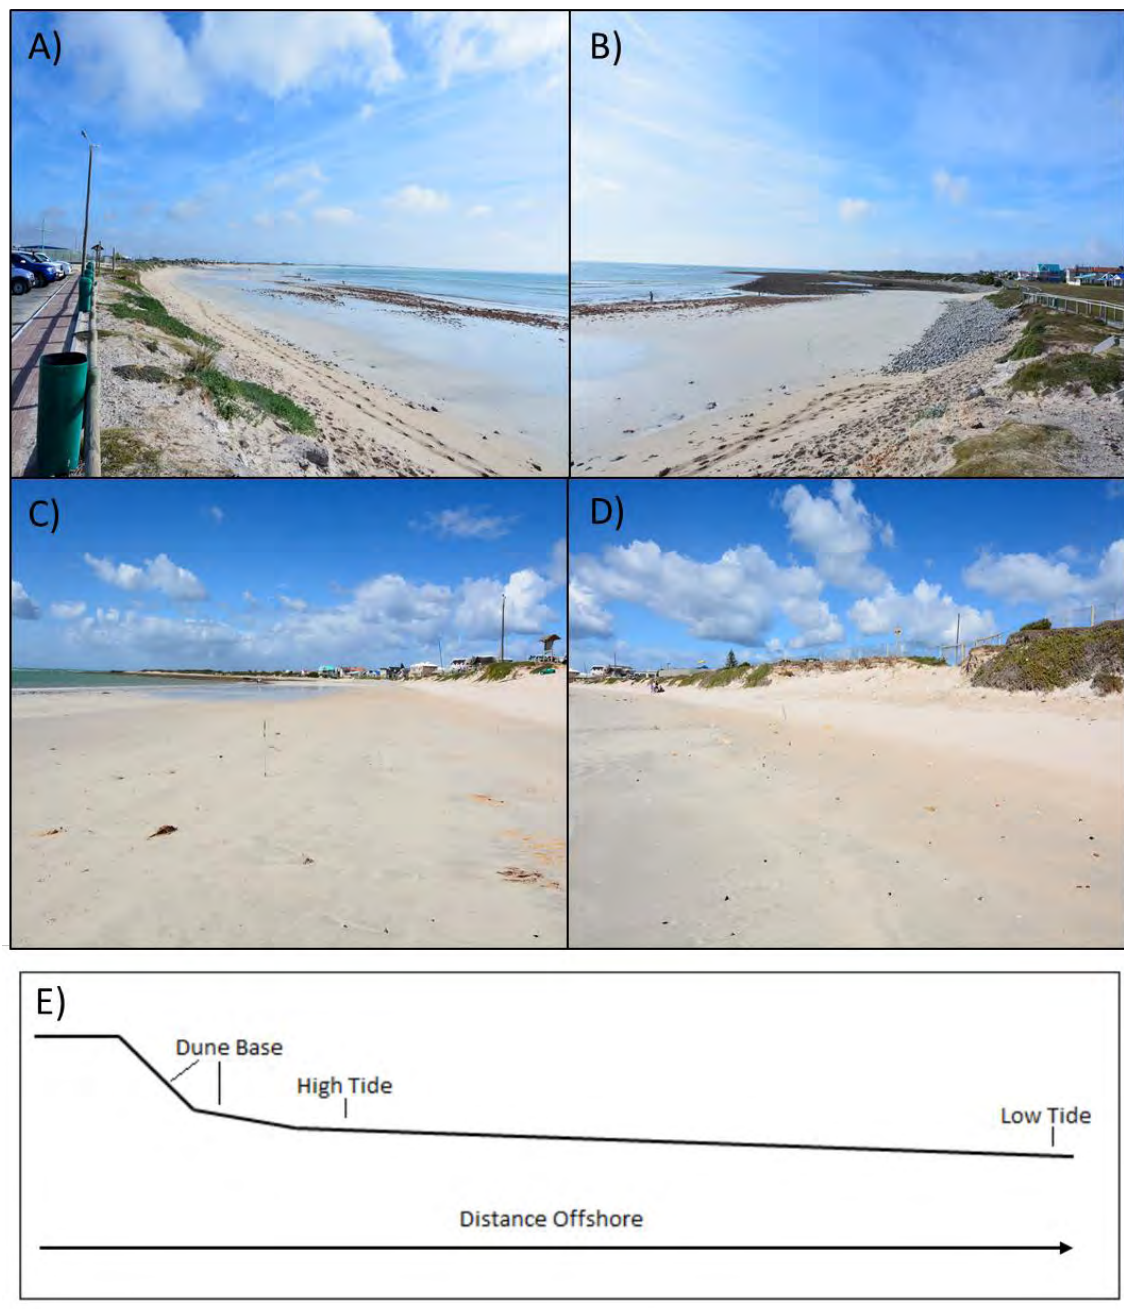 A)
B)
C)
D)
E)
Dune Base
High Tide
Low Tide
Distance Offshore